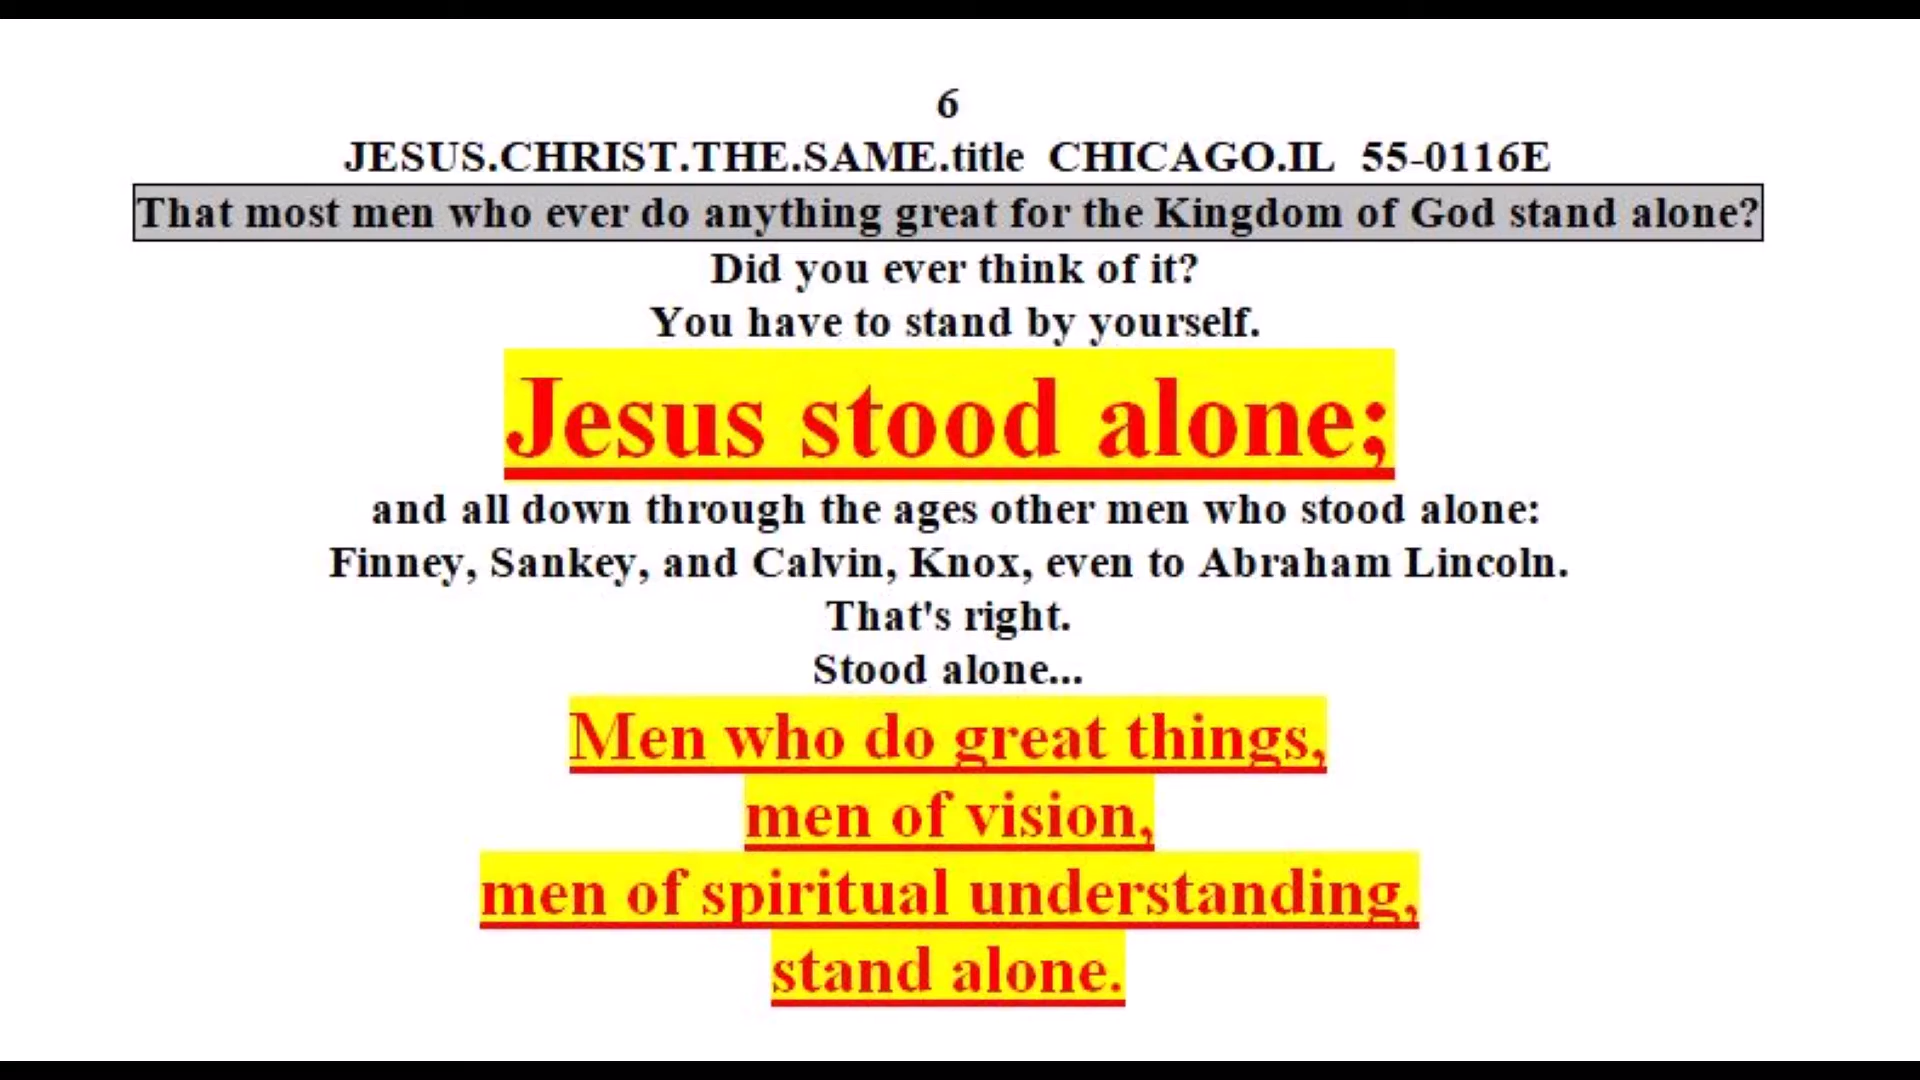 6
JESUS.CHRIST.THE.SAME.title CHICAGO.IL 55-0116E
That most men who ever do anything great for the Kingdom of God stand alone?
Did you ever think of it?
You have to stand by yourself.
Jesus stood alone;
and all down through the ages other men who stood alone:
Finney, Sankey, and Calvin, Knox, even to Abraham Lincoln.
That's right.
Stood alone...
Men who do great things,
men of vision,
men of spiritual understanding,
stand alone.